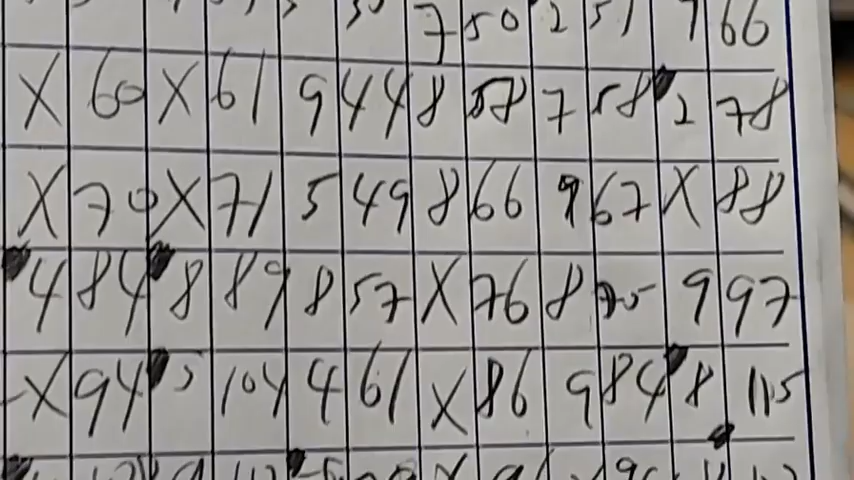 7 50 2 51 7 66
X 60 X 61 9 44 8 58 7 58 2 78
X 70 X 71 5 49 8 66 9 67 X 88
4 84 8 89 8 57 X 76 8 75 9 97
X 94 5 104 4 61 X 86 9 84 8 115